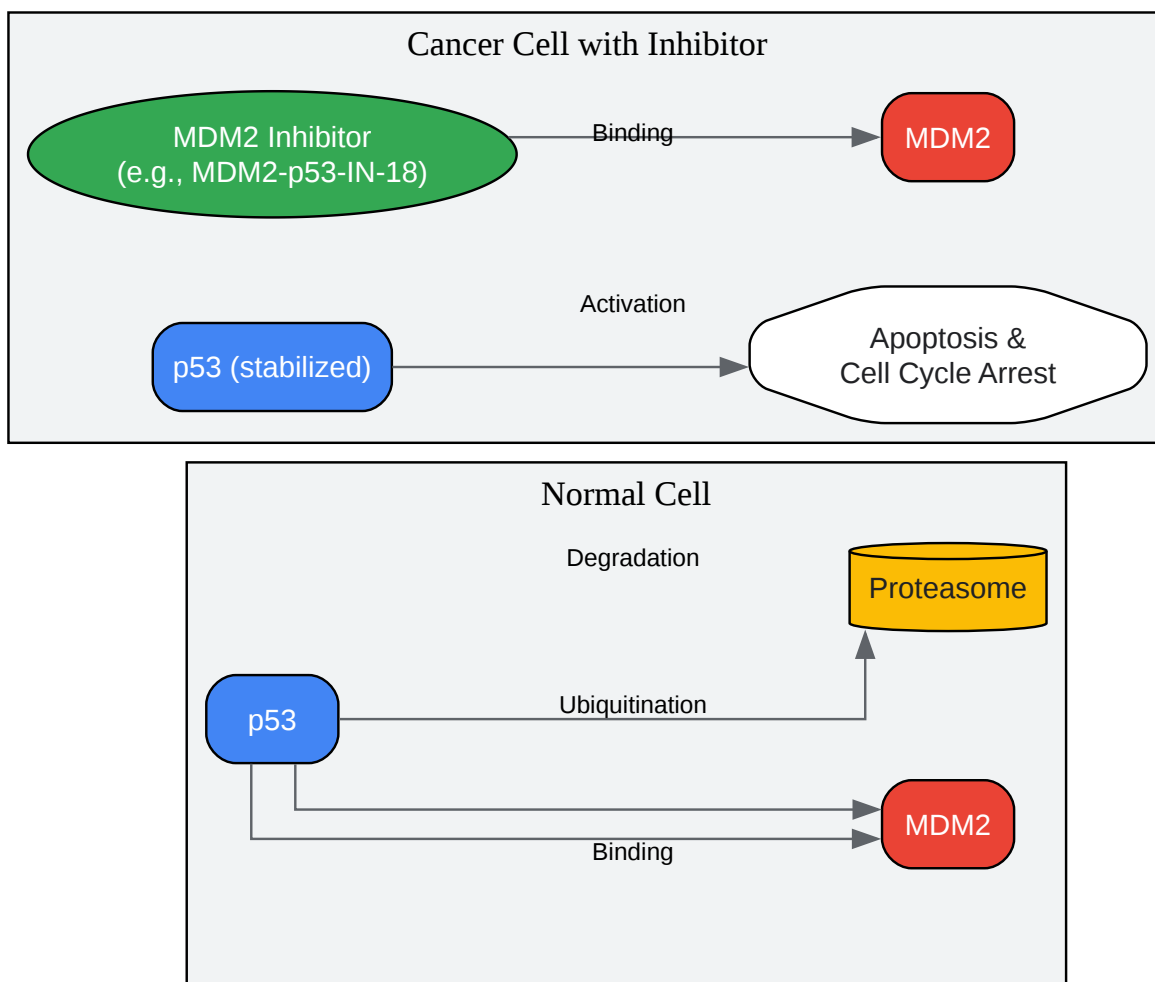 Cancer Cell with Inhibitor
MDM2 Inhibitor
(e.g., MDM2-p53-IN-18)
Binding
MDM2
Activation
p53 (stabilized)
Apoptosis &
Cell Cycle Arrest
Normal Cell
Degradation
Proteasome
p53
Ubiquitination
MDM2
Binding